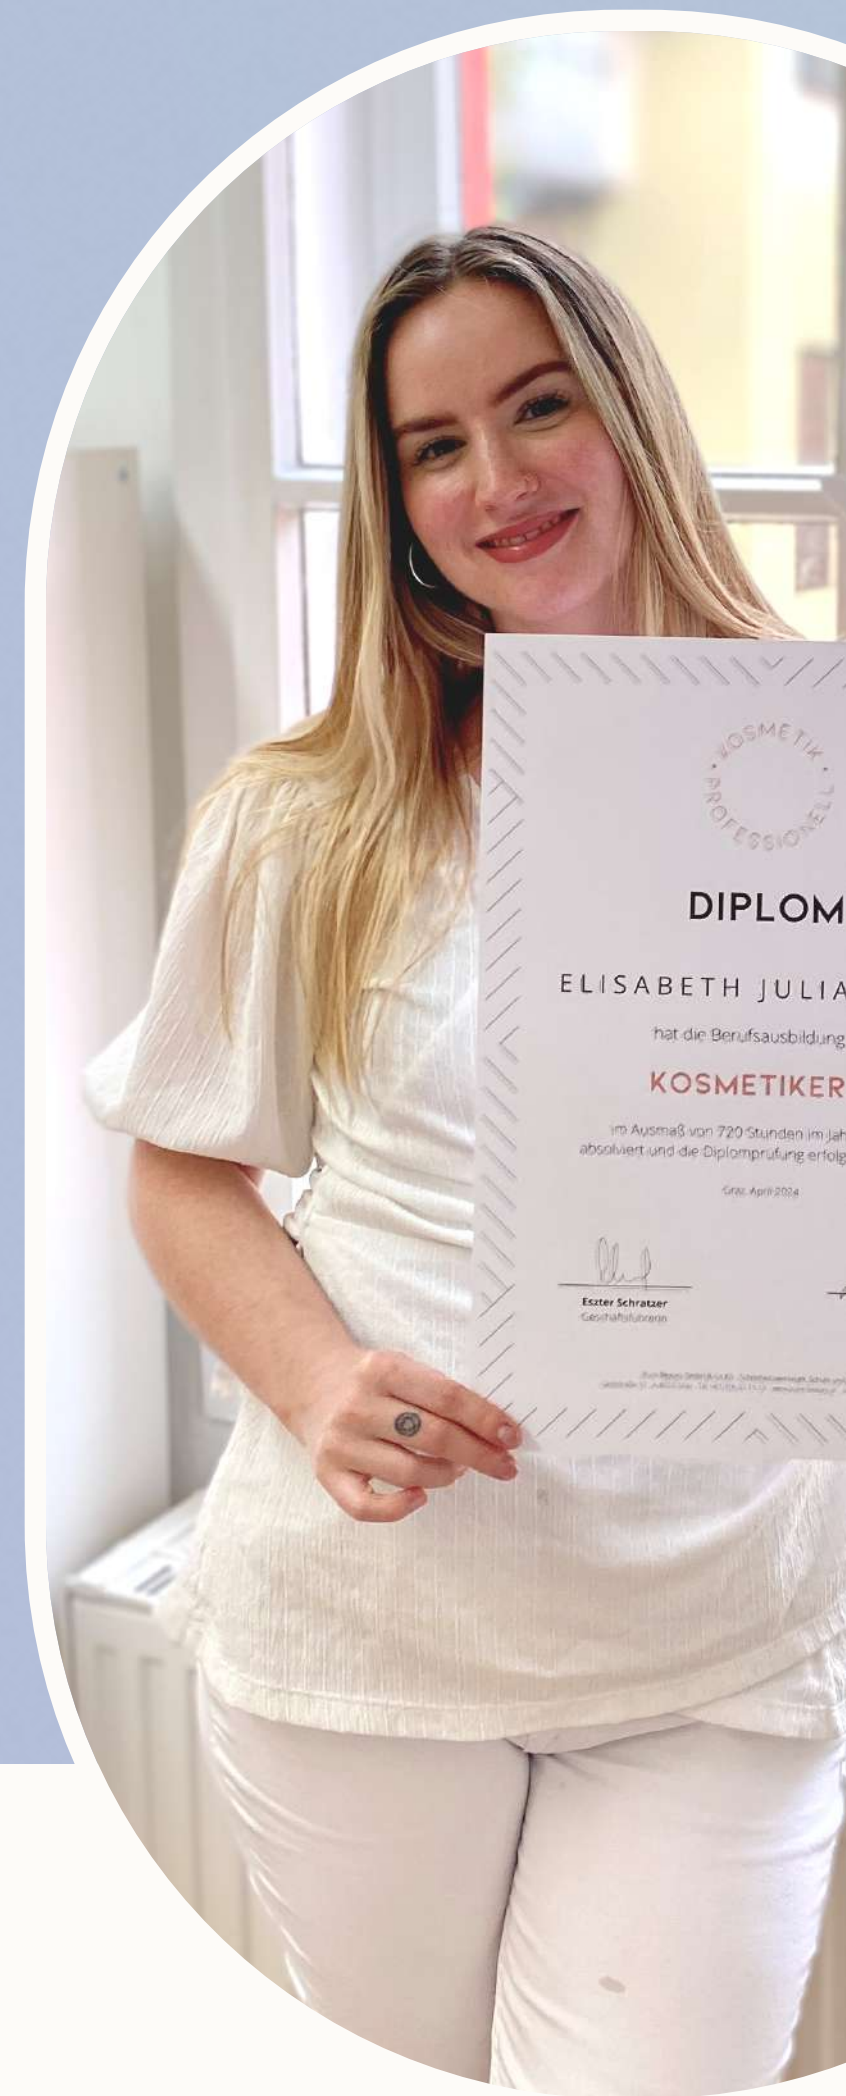 KOSMETIK • PROFESSIONELL •
DIPLOM
ELISABETH JULIA
hat die Berufsausbildung
KOSMETIKER
im Ausmaß von 720 Stunden im Jah
absolviert und die Diplomprüfung erfolg
Graz, April 2024
Eszter Schratzer
Geschäftsführerin